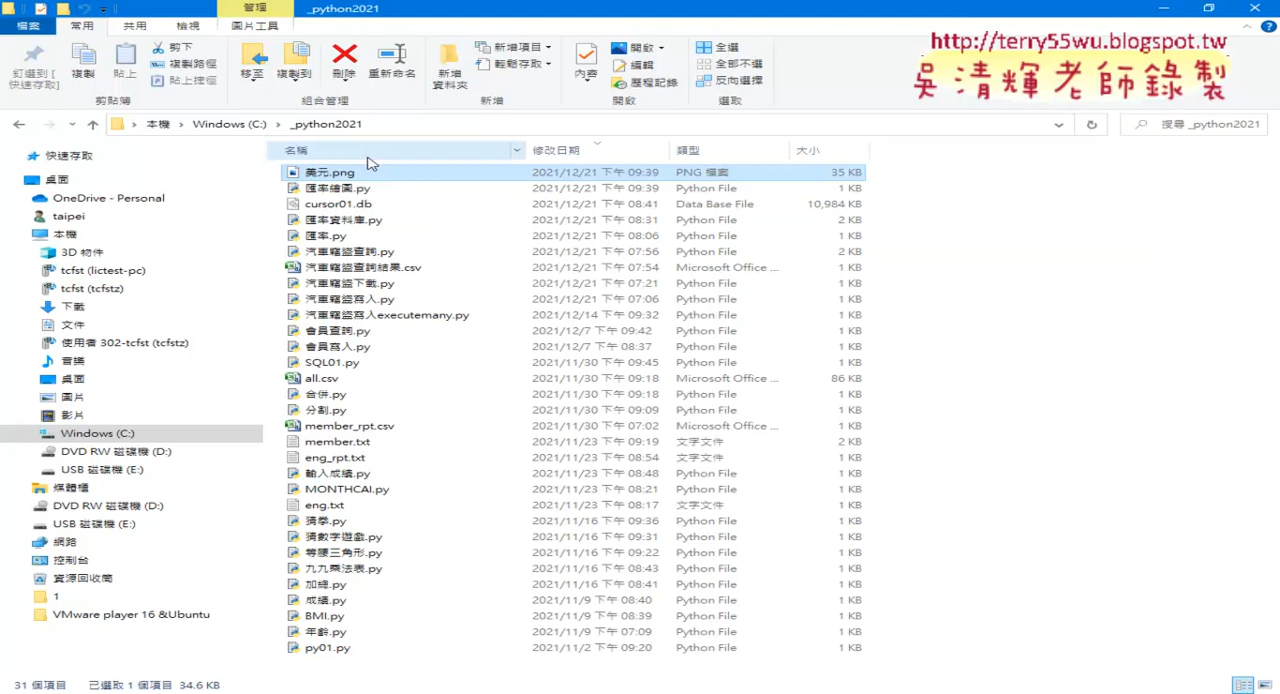 管理
_python2021
檔案 常用 共用 檢視 圖片工具
釘選到 [快速存取] 複製 貼上 剪下 複製路徑 貼上捷徑 剪貼簿
移至 複製到 刪除 重新命名 組合管理
新增資料夾 新增項目 輕鬆存取 新增
內容 開啟 編輯 歷程記錄 開啟
全選 全部不選 反向選擇 選取
http://terry55wu.blogspot.tw
吳清輝老師錄製
本機 > Windows (C:) > _python2021
搜尋 _python2021
名稱 修改日期 類型 大小
快速存取
桌面
OneDrive - Personal
taipei
本機
3D 物件
tcfst (lictest-pc)
tcfst (tcfstz)
下載
文件
使用者 302-tcfst (tcfstz)
音樂
桌面
圖片
影片
Windows (C:)
DVD RW 磁碟機 (D:)
USB 磁碟機 (E:)
媒體櫃
DVD RW 磁碟機 (D:)
USB 磁碟機 (E:)
網路
控制台
資源回收筒
1
VMware player 16 &Ubuntu
美元.png 2021/12/21 下午 09:39 PNG 檔案 35 KB
匯率繪圖.py 2021/12/21 下午 09:39 Python File 1 KB
cursor01.db 2021/12/21 下午 08:41 Data Base File 10,984 KB
匯率資料庫.py 2021/12/21 下午 08:31 Python File 2 KB
匯率.py 2021/12/21 下午 08:06 Python File 1 KB
汽車竊盜查詢.py 2021/12/21 下午 07:56 Python File 2 KB
汽車竊盜查詢結果.csv 2021/12/21 下午 07:54 Microsoft Office ... 1 KB
汽車竊盜下載.py 2021/12/21 下午 07:21 Python File 1 KB
汽車竊盜寫入.py 2021/12/21 下午 07:06 Python File 1 KB
汽車竊盜寫入executemany.py 2021/12/14 下午 09:32 Python File 1 KB
會員查詢.py 2021/12/7 下午 09:42 Python File 1 KB
會員寫入.py 2021/12/7 下午 08:37 Python File 1 KB
SQL01.py 2021/11/30 下午 09:45 Python File 1 KB
all.csv 2021/11/30 下午 09:18 Microsoft Office ... 86 KB
合併.py 2021/11/30 下午 09:18 Python File 1 KB
分割.py 2021/11/30 下午 09:09 Python File 1 KB
member_rpt.csv 2021/11/30 下午 07:02 Microsoft Office ... 1 KB
member.txt 2021/11/23 下午 09:19 文字文件 2 KB
eng_rpt.txt 2021/11/23 下午 08:54 文字文件 1 KB
輸入成績.py 2021/11/23 下午 08:48 Python File 1 KB
MONTHCAI.py 2021/11/23 下午 08:21 Python File 1 KB
eng.txt 2021/11/23 下午 08:17 文字文件 1 KB
猜拳.py 2021/11/16 下午 09:36 Python File 1 KB
猜數字遊戲.py 2021/11/16 下午 09:31 Python File 1 KB
等腰三角形.py 2021/11/16 下午 09:22 Python File 1 KB
九九乘法表.py 2021/11/16 下午 08:43 Python File 1 KB
加總.py 2021/11/16 下午 08:41 Python File 1 KB
成績.py 2021/11/9 下午 08:40 Python File 1 KB
BMI.py 2021/11/9 下午 08:39 Python File 1 KB
年齡.py 2021/11/9 下午 07:09 Python File 1 KB
py01.py 2021/11/2 下午 09:20 Python File 1 KB
31 個項目 已選取 1 個項目 34.6 KB